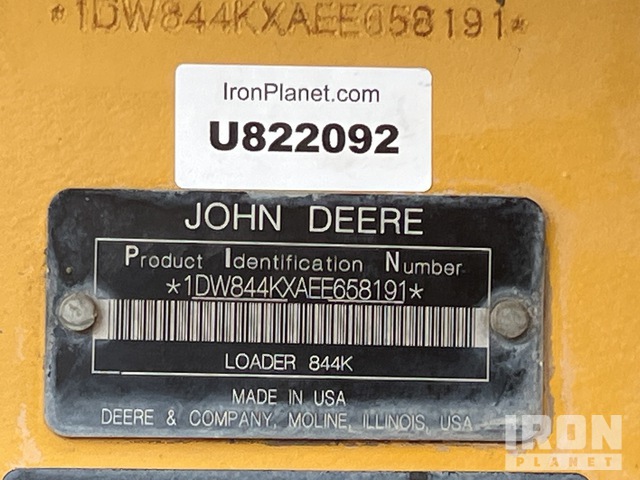 *1DW844KXAEE658191*
IronPlanet.com
U822092
JOHN DEERE
Product Identification Number
*1DW844KXAEE658191*
LOADER 844K
MADE IN USA
DEERE & COMPANY, MOLINE, ILLINOIS, USA
IRON
PLANET